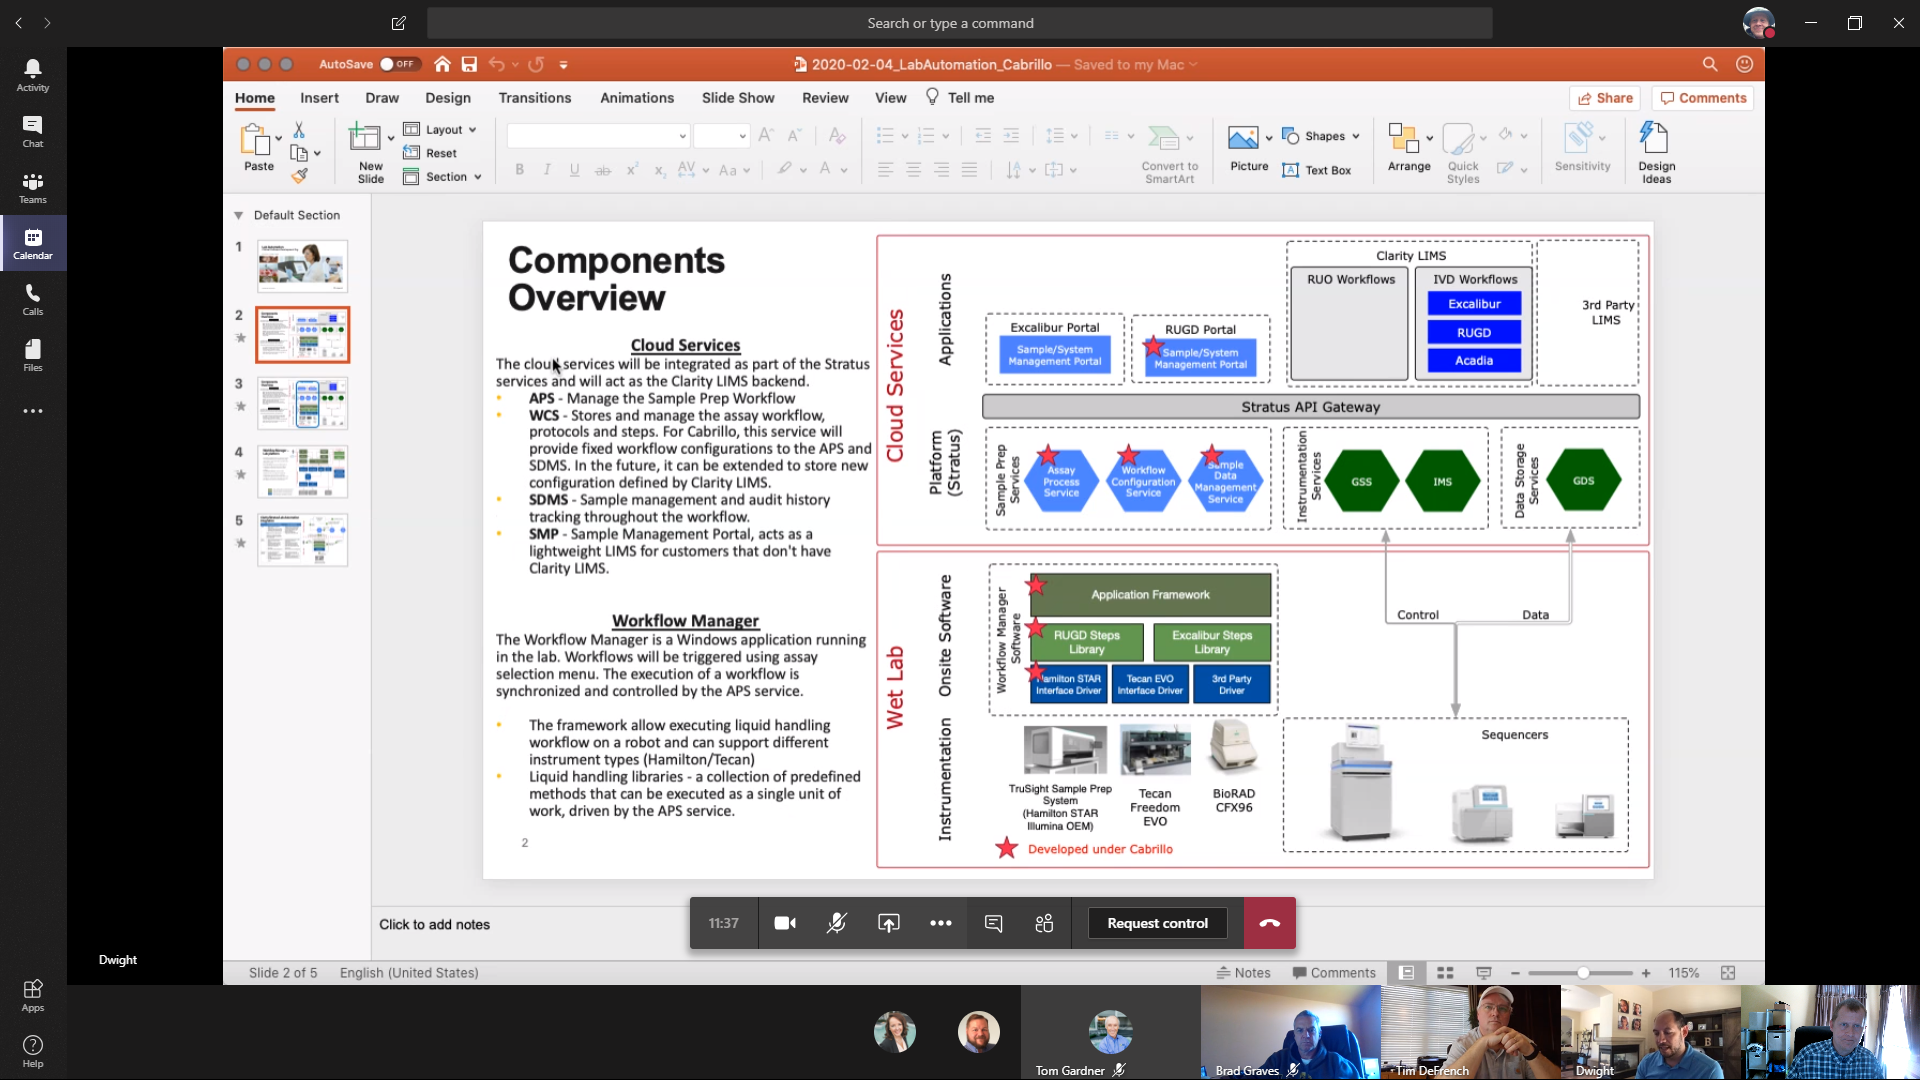 Search or type a command
Activity
Chat
Teams
Calendar
Calls
Files
Apps
Help
AutoSave OFF
2020-02-04_LabAutomation_Cabrillo — Saved to my Mac
Home Insert Draw Design Transitions Animations Slide Show Review View Tell me
Share Comments
Paste
New
Slide
Layout
Reset
Section
B I U ab x² x₂ AV Aa A
Convert to
SmartArt
Picture
Shapes
Text Box
Arrange
Quick
Styles
Sensitivity
Design
Ideas
Default Section
1
2
3
4
5
Components
Overview
Cloud Services
The cloud services will be integrated as part of the Stratus
services and will act as the Clarity LIMS backend.
APS - Manage the Sample Prep Workflow
WCS - Stores and manage the assay workflow,
protocols and steps. For Cabrillo, this service will
provide fixed workflow configurations to the APS and
SDMS. In the future, it can be extended to store new
configuration defined by Clarity LIMS.
SDMS - Sample management and audit history
tracking throughout the workflow.
SMP - Sample Management Portal, acts as a
lightweight LIMS for customers that don't have
Clarity LIMS.
Workflow Manager
The Workflow Manager is a Windows application running
in the lab. Workflows will be triggered using assay
selection menu. The execution of a workflow is
synchronized and controlled by the APS service.
The framework allow executing liquid handling
workflow on a robot and can support different
instrument types (Hamilton/Tecan)
Liquid handling libraries - a collection of predefined
methods that can be executed as a single unit of
work, driven by the APS service.
2
Cloud Services
Applications
Excalibur Portal
Sample/System
Management Portal
RUGD Portal
Sample/System
Management Portal
Clarity LIMS
RUO Workflows
IVD Workflows
Excalibur
RUGD
Acadia
3rd Party
LIMS
Stratus API Gateway
Platform
(Stratus)
Sample Prep
Services
Assay
Process
Service
Workflow
Configuration
Service
Sample
Data
Management
Service
Instrumentation
Services
GSS
IMS
Data Storage
Services
GDS
Wet Lab
Onsite Software
Workflow Manager
Software
Application Framework
RUGD Steps
Library
Excalibur Steps
Library
Hamilton STAR
Interface Driver
Tecan EVO
Interface Driver
3rd Party
Driver
Control
Data
Instrumentation
TruSight Sample Prep
System
(Hamilton STAR
Illumina OEM)
Tecan
Freedom
EVO
BioRAD
CFX96
Sequencers
Developed under Cabrillo
Click to add notes
11:37
Request control
Dwight
Slide 2 of 5 English (United States)
Notes Comments 115%
Tom Gardner
Brad Graves
Tim DeFrench
Dwight